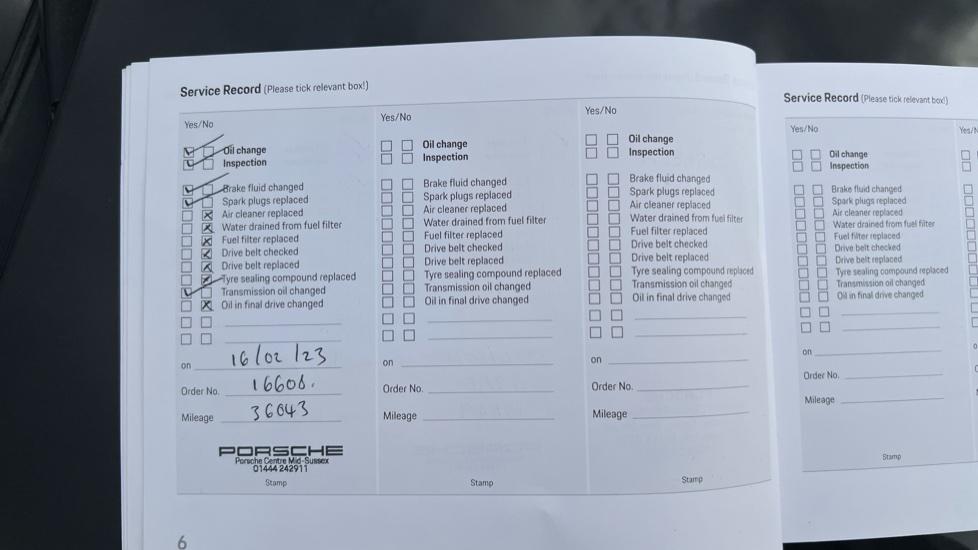 Service Record (Please tick relevant box!)
Yes/No
Oil change
Inspection
Brake fluid changed
Spark plugs replaced
Air cleaner replaced
Water drained from fuel filter
Fuel filter replaced
Drive belt checked
Drive belt replaced
Tyre sealing compound replaced
Transmission oil changed
Oil in final drive changed
on 16/02/23
Order No. 16608.
Mileage 36043
PORSCHE
Porsche Centre Mid-Sussex
01444 242911
Stamp
Yes/No
Oil change
Inspection
Brake fluid changed
Spark plugs replaced
Air cleaner replaced
Water drained from fuel filter
Fuel filter replaced
Drive belt checked
Drive belt replaced
Tyre sealing compound replaced
Transmission oil changed
Oil in final drive changed
on
Order No.
Mileage
Stamp
Yes/No
Oil change
Inspection
Brake fluid changed
Spark plugs replaced
Air cleaner replaced
Water drained from fuel filter
Fuel filter replaced
Drive belt checked
Drive belt replaced
Tyre sealing compound replaced
Transmission oil changed
Oil in final drive changed
on
Order No.
Mileage
Stamp
6
Service Record (Please tick relevant box!)
Yes/No
Oil change
Inspection
Brake fluid changed
Spark plugs replaced
Air cleaner replaced
Water drained from fuel filter
Fuel filter replaced
Drive belt checked
Drive belt replaced
Tyre sealing compound replaced
Transmission oil changed
Oil in final drive changed
on
Order No.
Mileage
Stamp